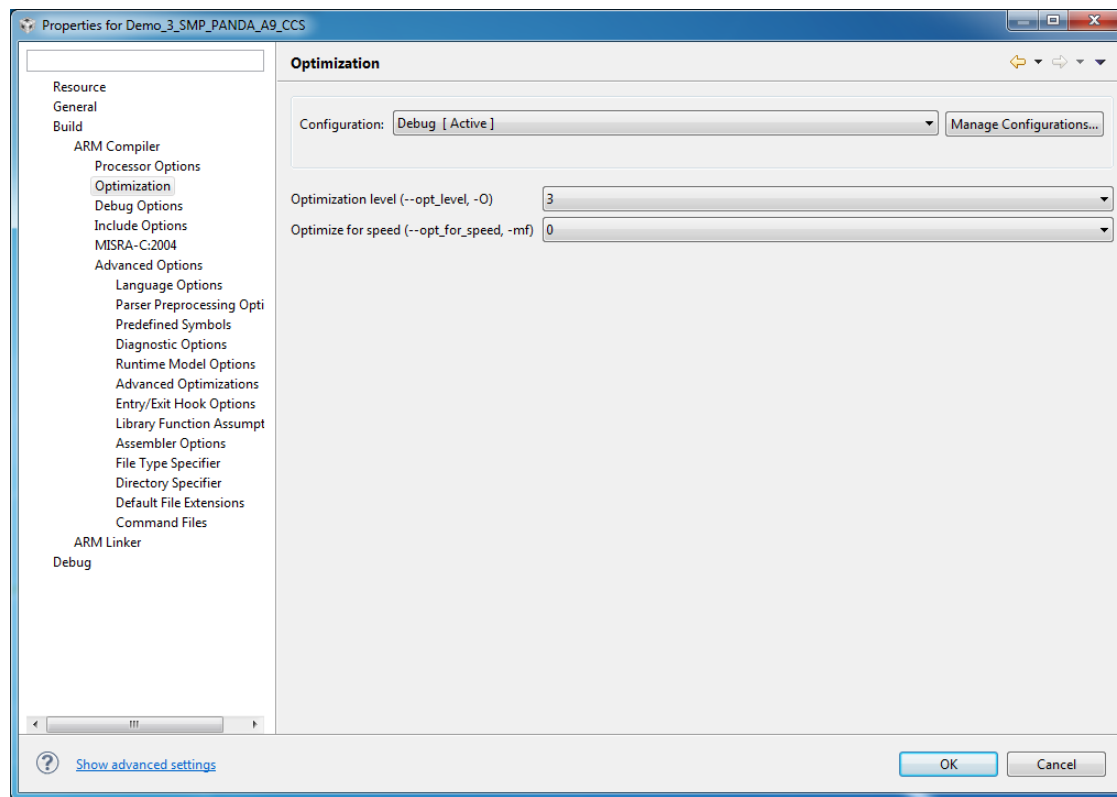 Properties for Demo_3_SMP_PANDA_A9_CCS
Optimization
Resource
General
Build
ARM Compiler
Processor Options
Optimization
Debug Options
Include Options
MISRA-C:2004
Advanced Options
Language Options
Parser Preprocessing Opti
Predefined Symbols
Diagnostic Options
Runtime Model Options
Advanced Optimizations
Entry/Exit Hook Options
Library Function Assumpt
Assembler Options
File Type Specifier
Directory Specifier
Default File Extensions
Command Files
ARM Linker
Debug
Configuration: Debug [ Active ] Manage Configurations...
Optimization level (--opt_level, -O) 3
Optimize for speed (--opt_for_speed, -mf) 0
Show advanced settings
OK Cancel